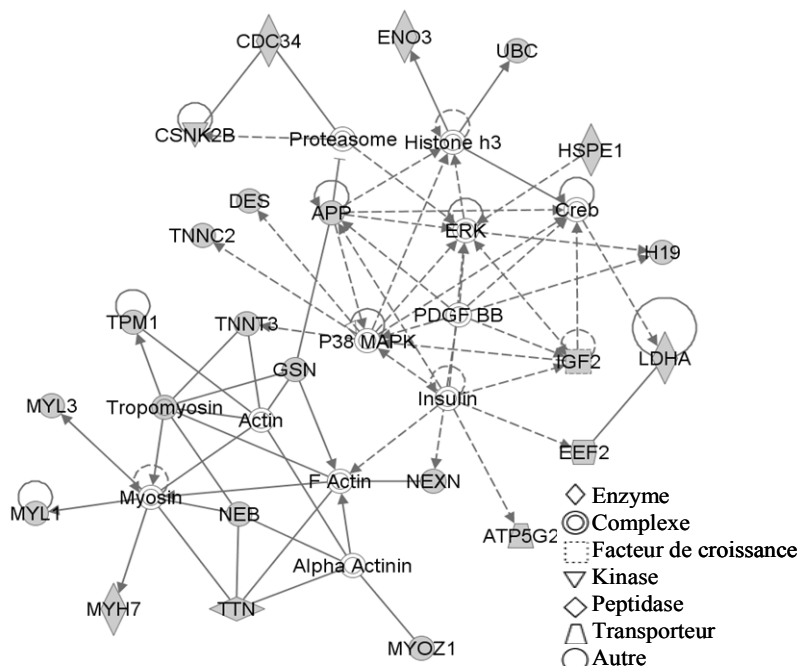 CDC34
ENO3
UBC
CSNK2B
Proteasome
Histone h3
HSPE1
DES
APP
Creb
TNNC2
ERK
H19
TPM1
TNNT3
P38 MAPK
PDGF BB
IGF2
LDHA
GSN
MYL3
Tropomyosin
Actin
Insulin
EEF2
Myosin
F Actin
NEXN
MYL1
NEB
ATP5G2
Alpha Actinin
MYH7
TTN
MYOZ1
Enzyme
Complexe
Facteur de croissance
Kinase
Peptidase
Transporteur
Autre